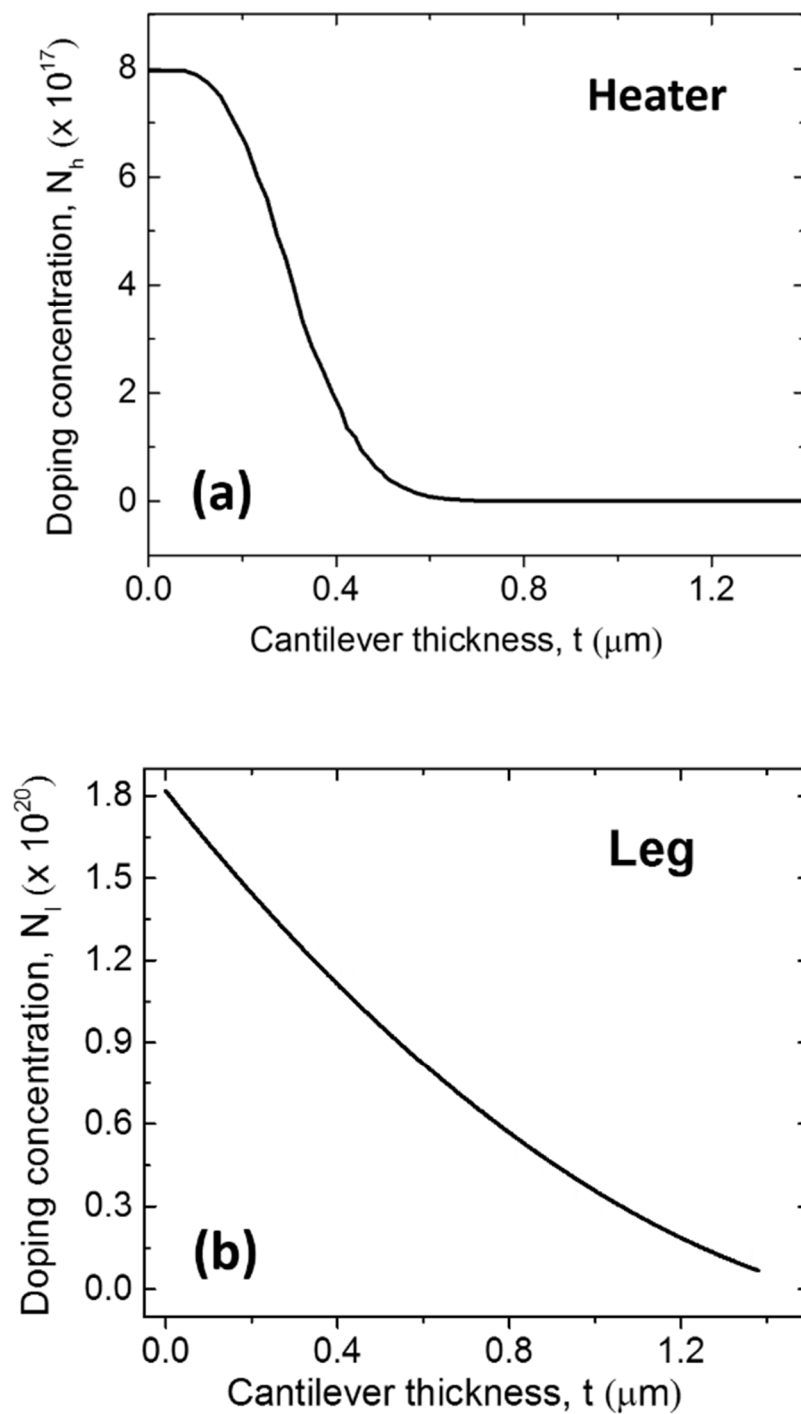 Doping concentration, N_h (x 10^17)
8
6
4
2
0
Heater
(a)
0.0 0.4 0.8 1.2
Cantilever thickness, t (μm)
Doping concentration, N_l (x 10^20)
1.8
1.5
1.2
0.9
0.6
0.3
0.0
Leg
(b)
0.0 0.4 0.8 1.2
Cantilever thickness, t (μm)